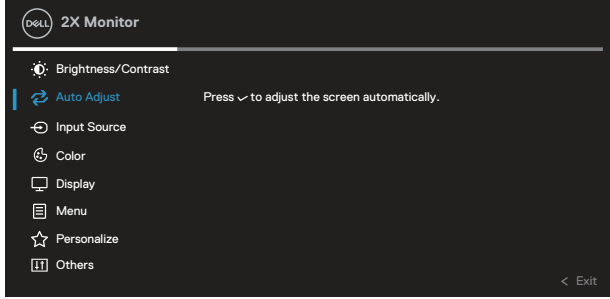 DELL 2X Monitor
Brightness/Contrast
Auto Adjust Press ✓ to adjust the screen automatically.
Input Source
Color
Display
Menu
Personalize
Others
< Exit